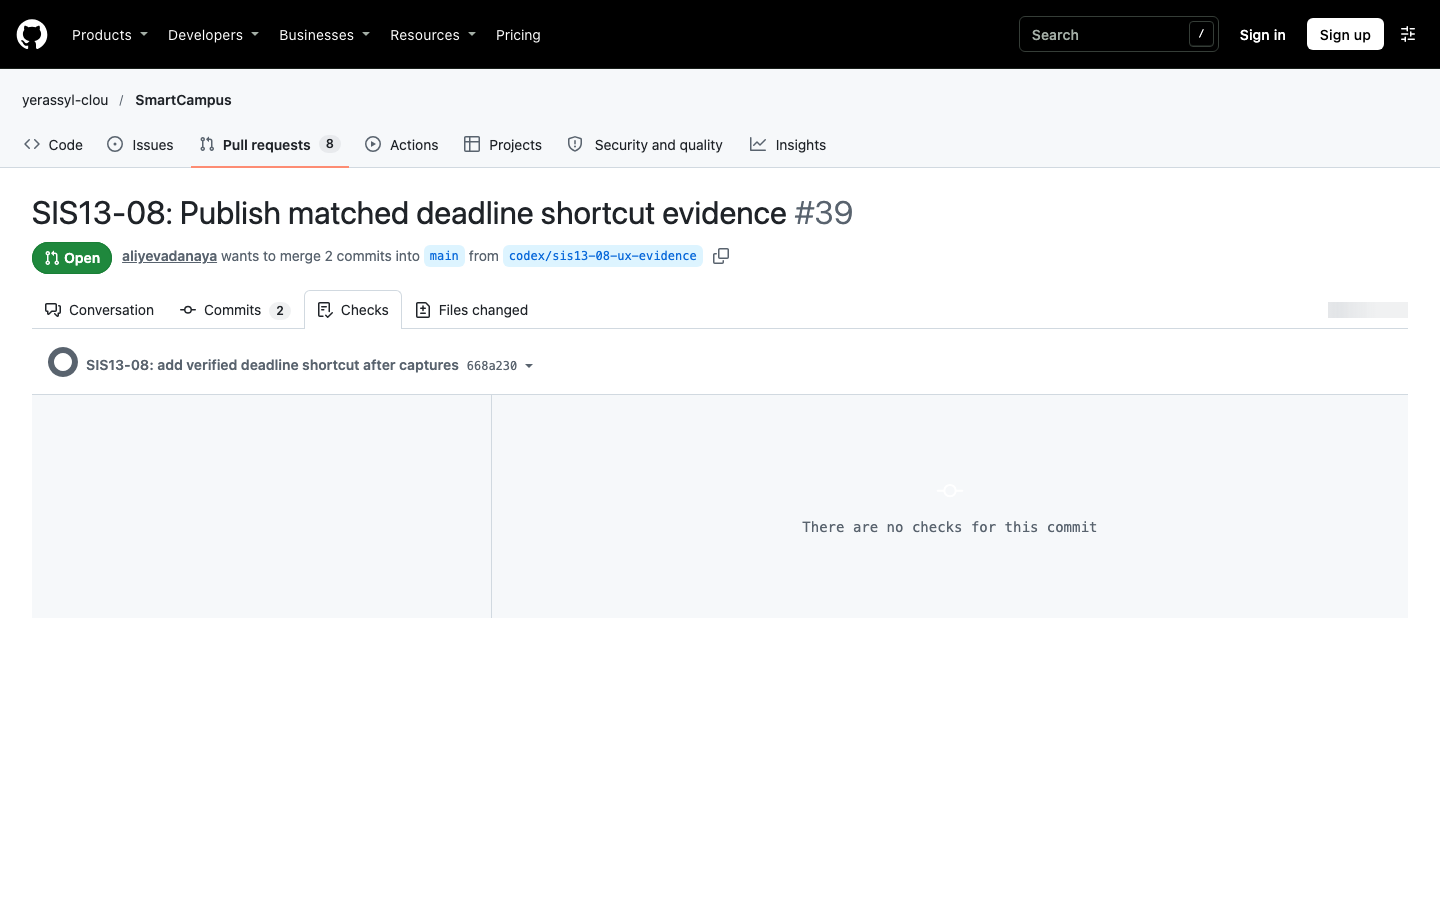 Products Developers Businesses Resources Pricing Search / Sign in Sign up
yerassyl-clou / SmartCampus
Code Issues Pull requests 8 Actions Projects Security and quality Insights
SIS13-08: Publish matched deadline shortcut evidence #39
Open aliyevadanaya wants to merge 2 commits into main from codex/sis13-08-ux-evidence
Conversation Commits 2 Checks Files changed
SIS13-08: add verified deadline shortcut after captures 668a230
There are no checks for this commit